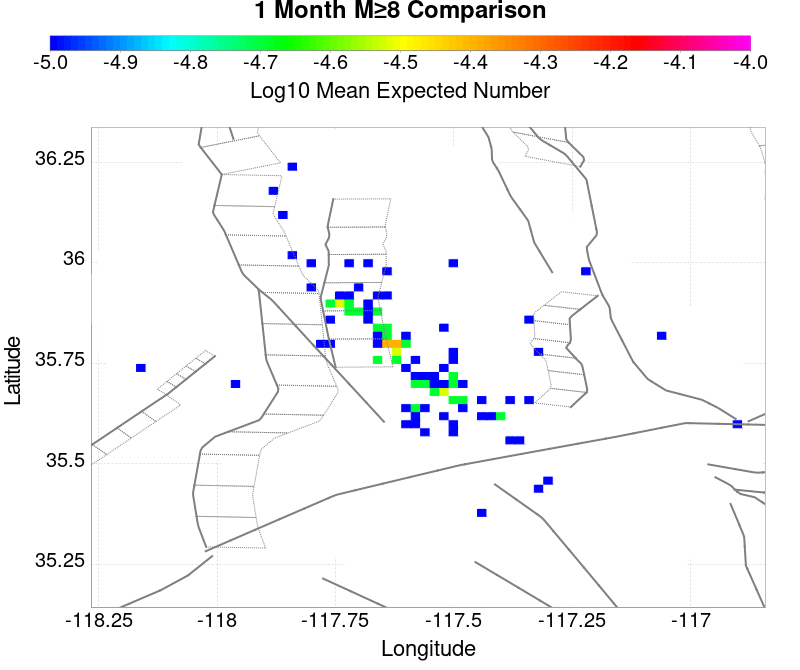 1 Month M≥8 Comparison
-5.0 -4.9 -4.8 -4.7 -4.6 -4.5 -4.4 -4.3 -4.2 -4.1 -4.0
Log10 Mean Expected Number
36.25
36
35.75
35.5
35.25
Latitude
-118.25 -118 -117.75 -117.5 -117.25 -117
Longitude